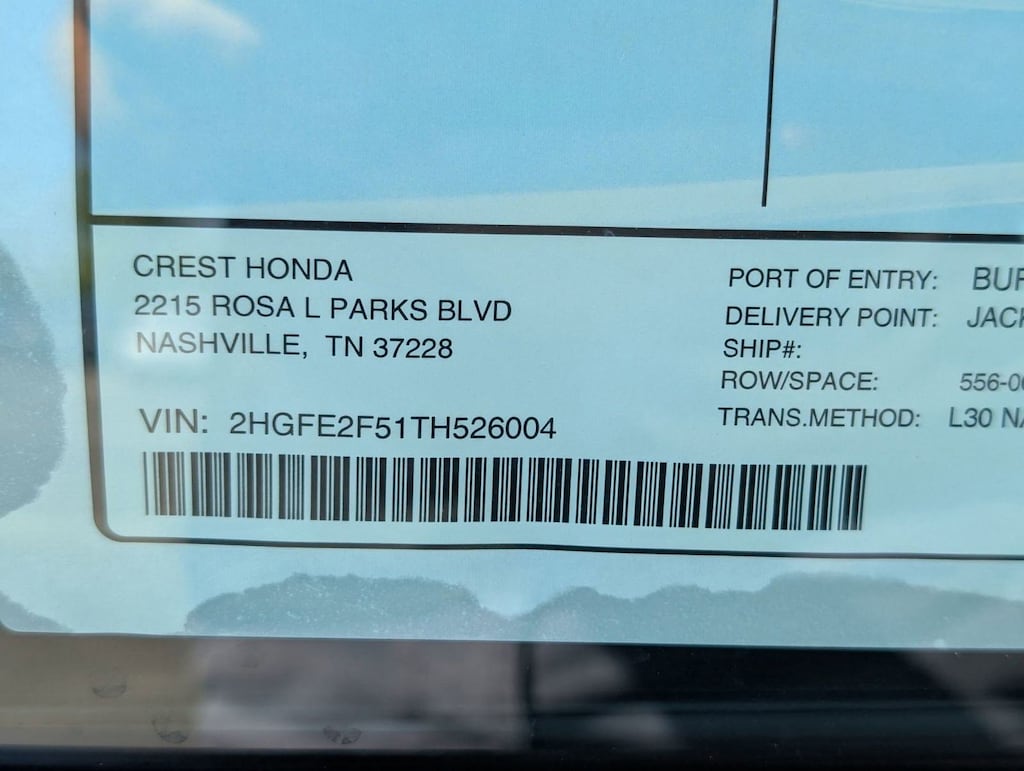 CREST HONDA
2215 ROSA L PARKS BLVD
NASHVILLE, TN 37228
VIN: 2HGFE2F51TH526004
PORT OF ENTRY:
DELIVERY POINT:
SHIP#:
ROW/SPACE:
TRANS.METHOD: L30